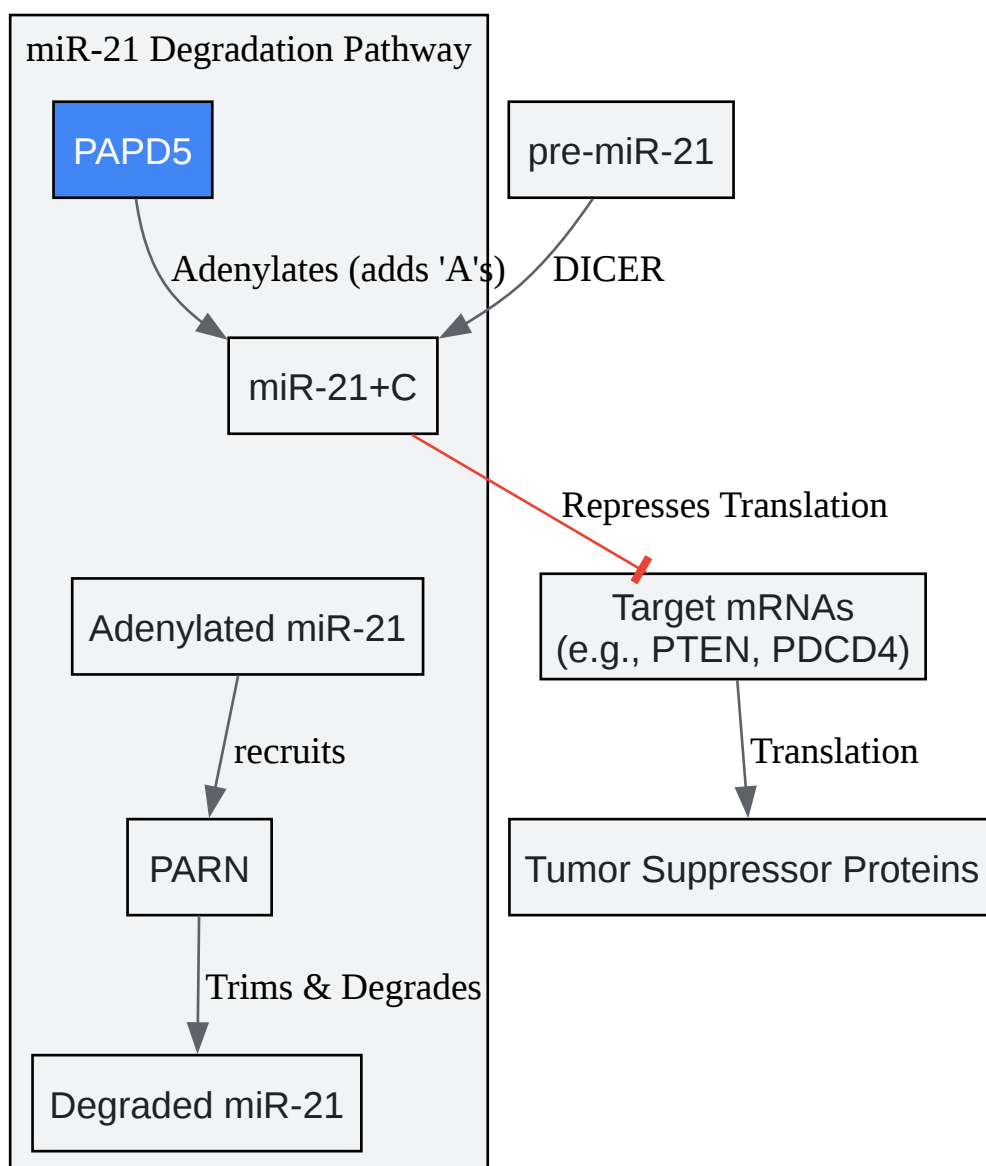 miR-21 Degradation Pathway
PAPD5
pre-miR-21
Adenylates (adds 'A's)
DICER
miR-21+C
Represses Translation
Adenylated miR-21
Target mRNAs
(e.g., PTEN, PDCD4)
recruits
Translation
PARN
Tumor Suppressor Proteins
Trims & Degrades
Degraded miR-21